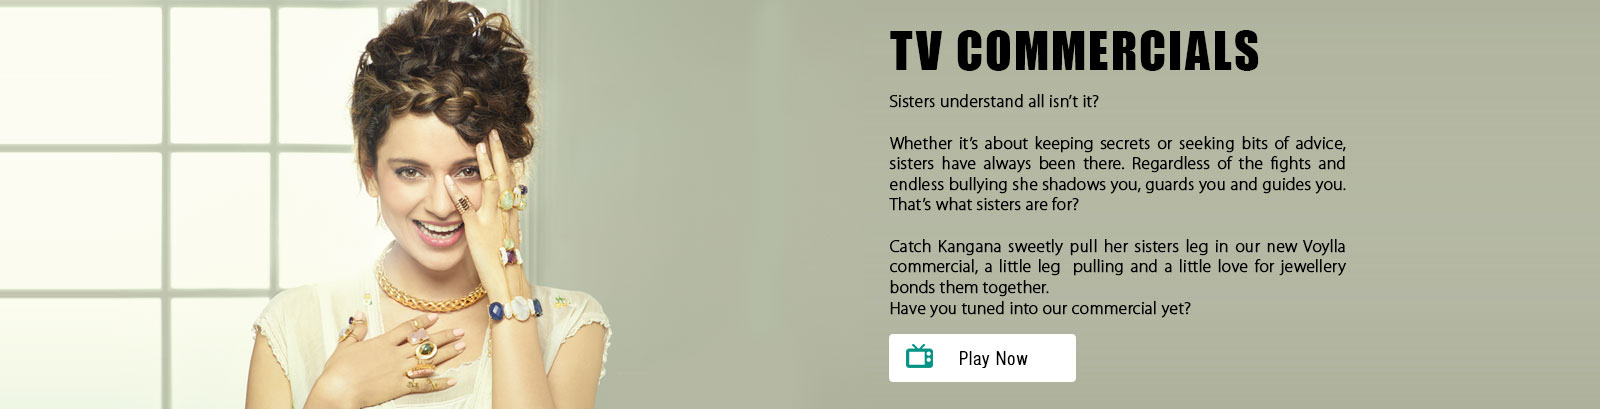 TV COMMERCIALS
Sisters understand all isn't it?
Whether it's about keeping secrets or seeking bits of advice,
sisters have always been there. Regardless of the fights and
endless bullying she shadows you, guards you and guides you.
That's what sisters are for?
Catch Kangana sweetly pull her sisters leg in our new Voylla
commercial, a little leg  pulling and a little love for jewellery
bonds them together.
Have you tuned into our commercial yet?
Play Now